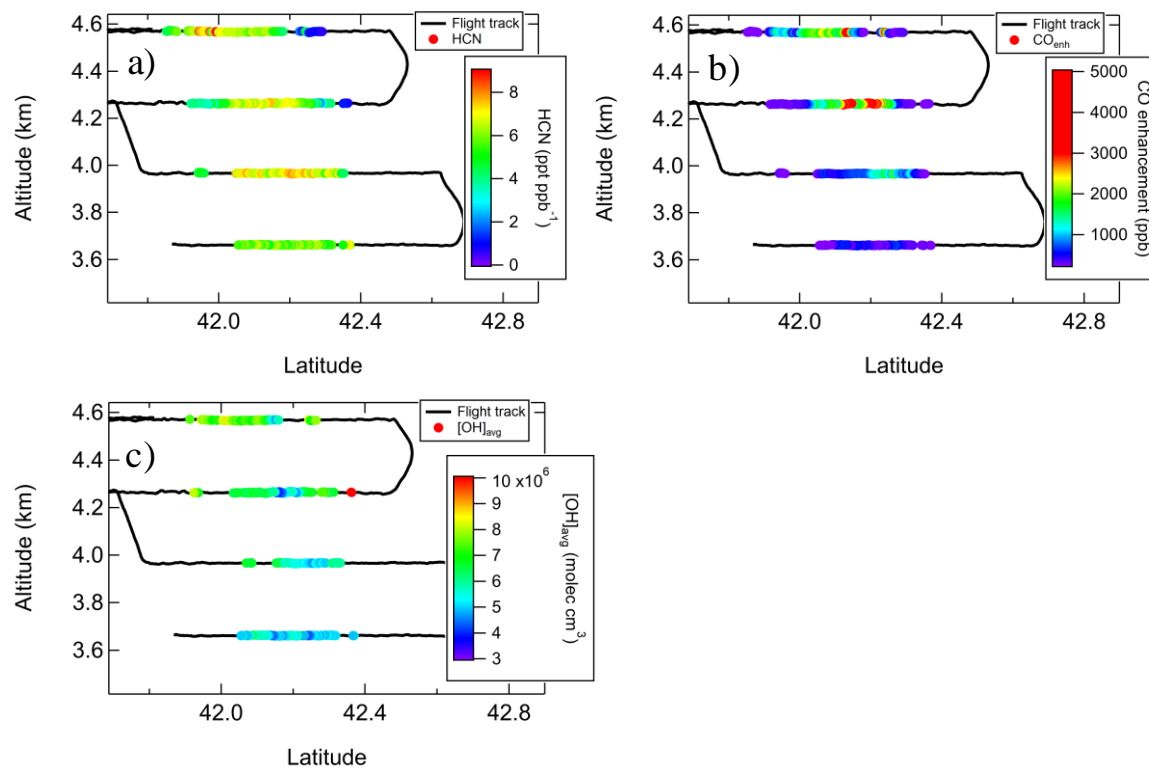 a)
Flight track
HCN
4.6
4.4
4.2
4.0
3.8
3.6
Altitude (km)
8
6
4
2
0
HCN (ppt ppb⁻¹)
42.0
42.4
42.8
Latitude
b)
Flight track
CO_enh
4.6
4.4
4.2
4.0
3.8
3.6
Altitude (km)
5000
4000
3000
2000
1000
CO enhancement (ppb)
42.0
42.4
42.8
Latitude
c)
Flight track
[OH]_avg
4.6
4.4
4.2
4.0
3.8
3.6
Altitude (km)
10 x10⁶
9
8
7
6
5
4
3
[OH]_avg (molec cm³)
42.0
42.4
42.8
Latitude